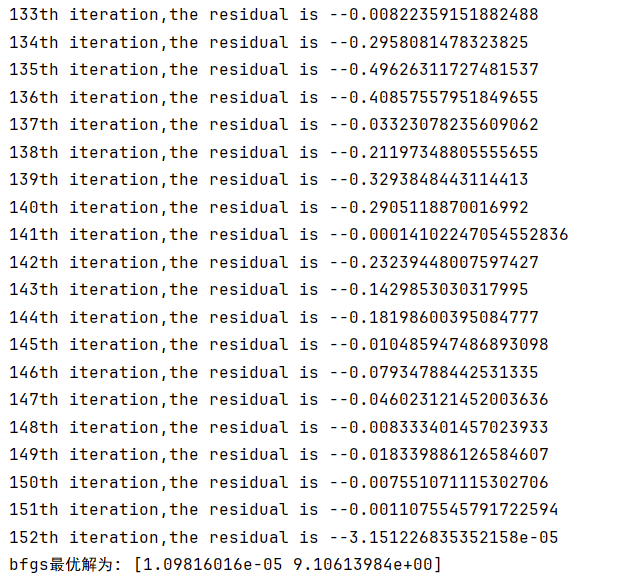 133th iteration,the residual is --0.00822359151882488
134th iteration,the residual is --0.2958081478323825
135th iteration,the residual is --0.49626311727481537
136th iteration,the residual is --0.40857557951849655
137th iteration,the residual is --0.03323078235609062
138th iteration,the residual is --0.21197348805555655
139th iteration,the residual is --0.3293848443114413
140th iteration,the residual is --0.2905118870016992
141th iteration,the residual is --0.00014102247054552836
142th iteration,the residual is --0.23239448007597427
143th iteration,the residual is --0.1429853030317995
144th iteration,the residual is --0.18198600395084777
145th iteration,the residual is --0.010485947486893098
146th iteration,the residual is --0.07934788442531335
147th iteration,the residual is --0.046023121452003636
148th iteration,the residual is --0.008333401457023933
149th iteration,the residual is --0.018339886126584607
150th iteration,the residual is --0.007551071115302706
151th iteration,the residual is --0.0011075545791722594
152th iteration,the residual is --3.151226835352158e-05
bfgs最优解为: [1.09816016e-05 9.10613984e+00]